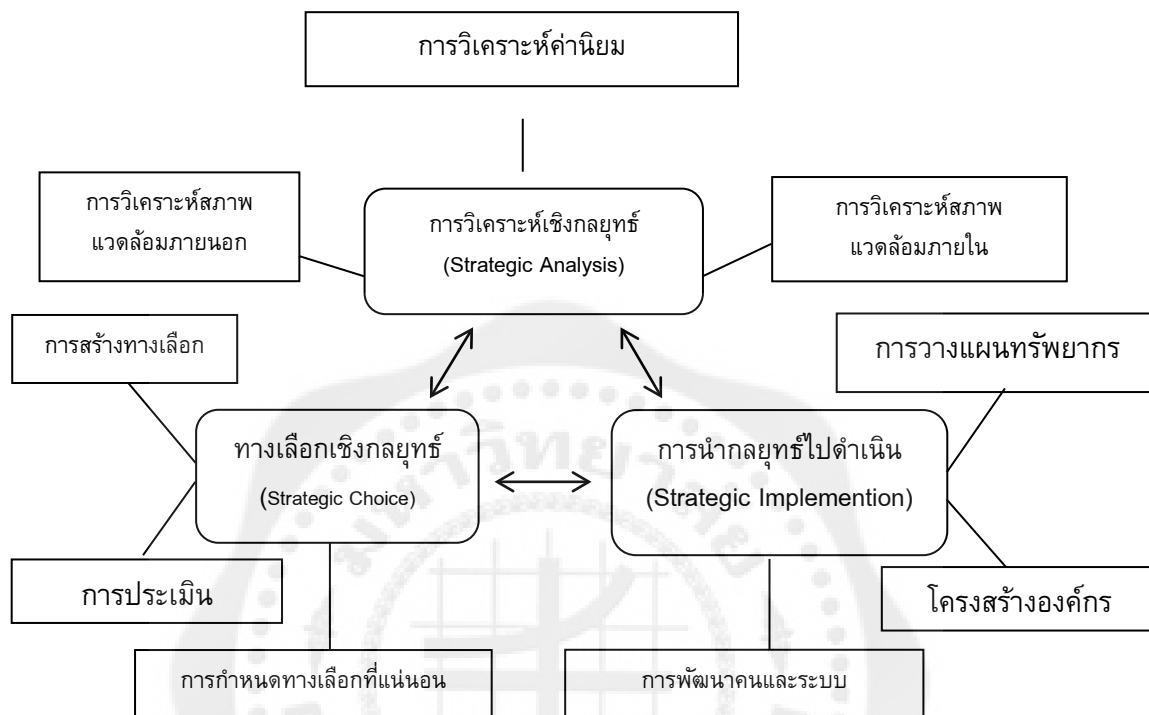 การวิเคราะห์ค่านิยม
การวิเคราะห์สภาพ
แวดล้อมภายนอก
การวิเคราะห์เชิงกลยุทธ์
(Strategic Analysis)
การวิเคราะห์สภาพ
แวดล้อมภายใน
การสร้างทางเลือก
การวางแผนทรัพยากร
ทางเลือกเชิงกลยุทธ์
(Strategic Choice)
การนำกลยุทธ์ไปดำเนิน
(Strategic Implemention)
การประเมิน
โครงสร้างองค์กร
การกำหนดทางเลือกที่แน่นอน
การพัฒนาคนและระบบ